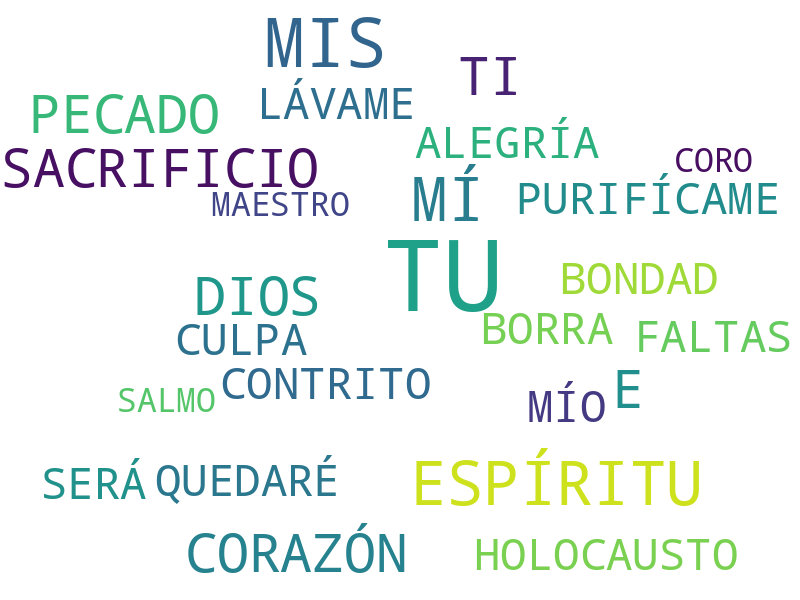 MIS
TI
LÁVAME
PECADO
ALEGRÍA
CORO
SACRIFICIO
MAESTRO
MÍ
PURIFÍCAME
TU
DIOS
BONDAD
CULPA
BORRA
FALTAS
CONTRITO
SALMO
MÍO
E
SERÁ
QUEDARÉ
ESPÍRITU
CORAZÓN
HOLOCAUSTO